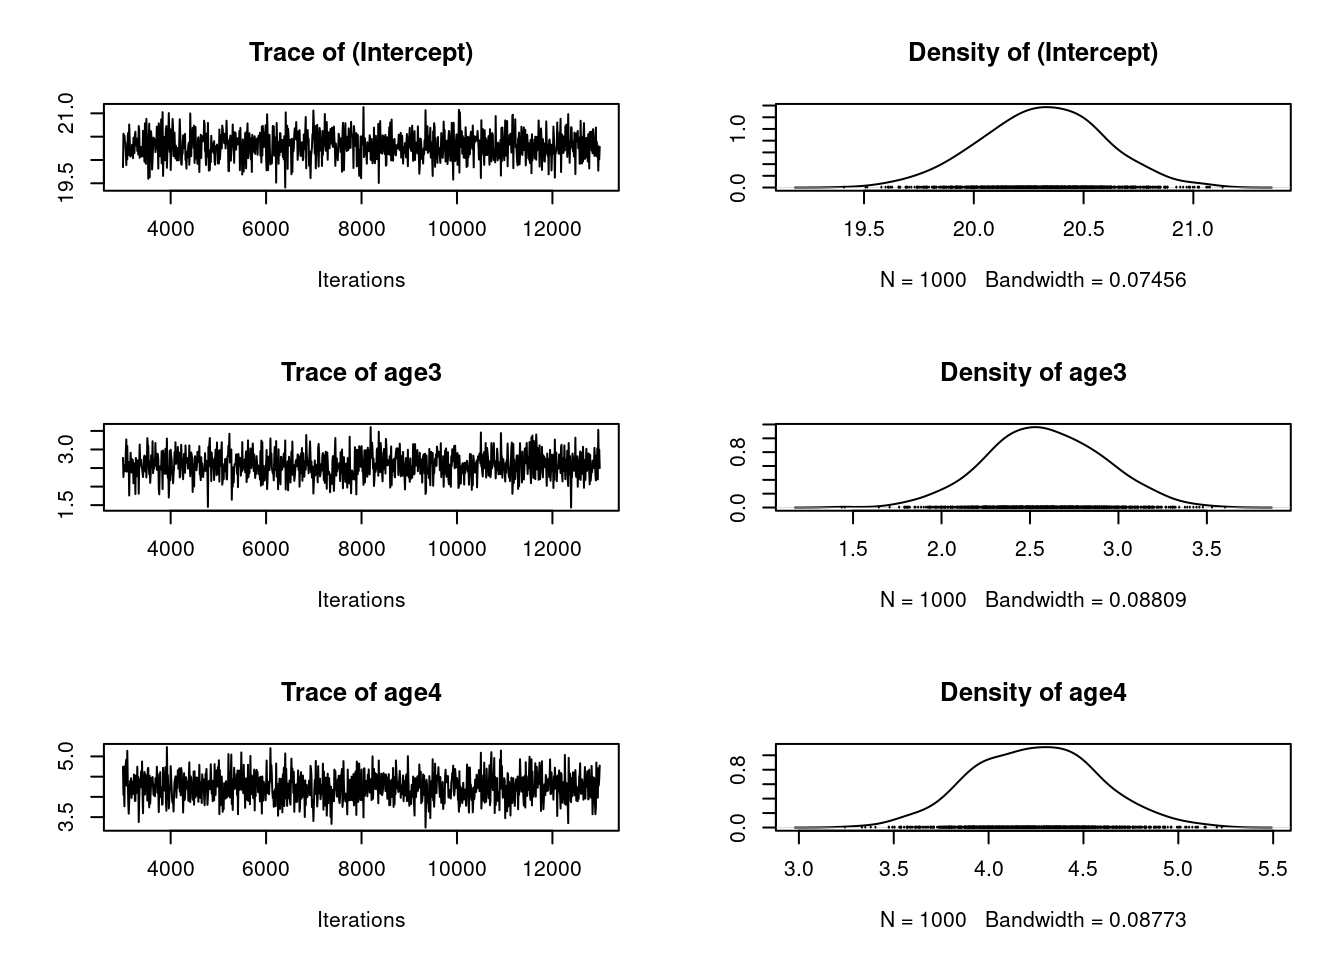 Trace of (Intercept)
21.0
19.5
4000 6000 8000 10000 12000
Iterations
Density of (Intercept)
1.0
0.0
19.5 20.0 20.5 21.0
N = 1000 Bandwidth = 0.07456
Trace of age3
3.0
1.5
4000 6000 8000 10000 12000
Iterations
Density of age3
0.8
0.0
1.5 2.0 2.5 3.0 3.5
N = 1000 Bandwidth = 0.08809
Trace of age4
5.0
3.5
4000 6000 8000 10000 12000
Iterations
Density of age4
0.8
0.0
3.0 3.5 4.0 4.5 5.0 5.5
N = 1000 Bandwidth = 0.08773